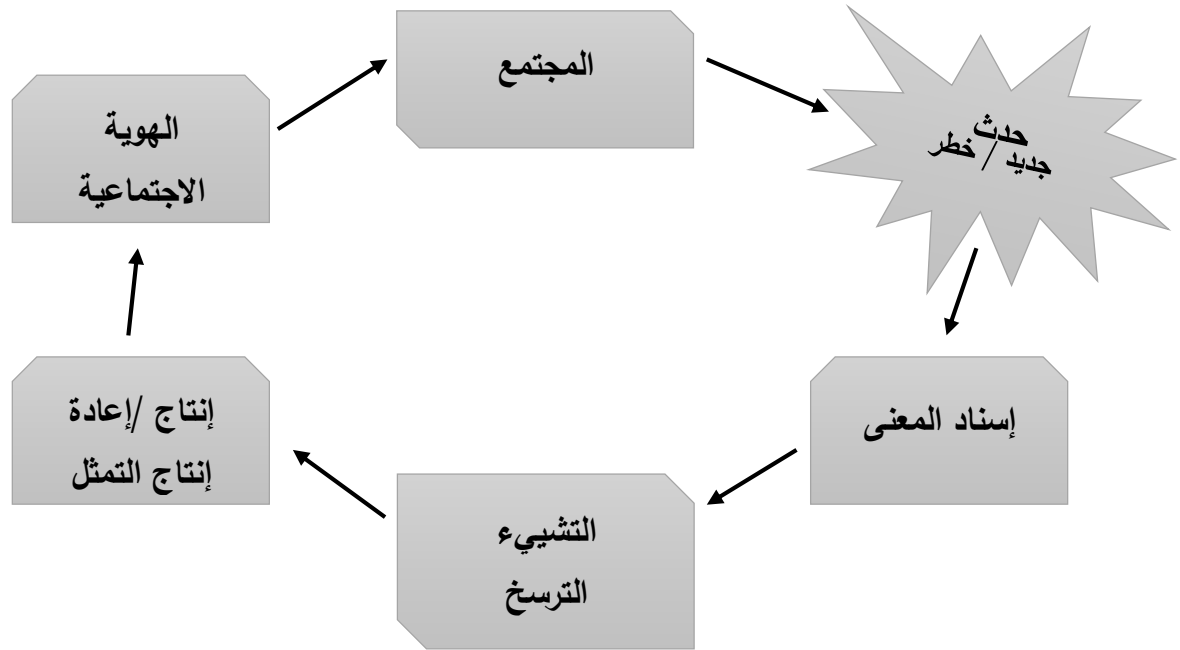 المجتمع
حدث
جديد / خطر
إسناد المعنى
التشييء
الترسخ
إنتاج /إعادة
إنتاج التمثل
الهوية
الاجتماعية